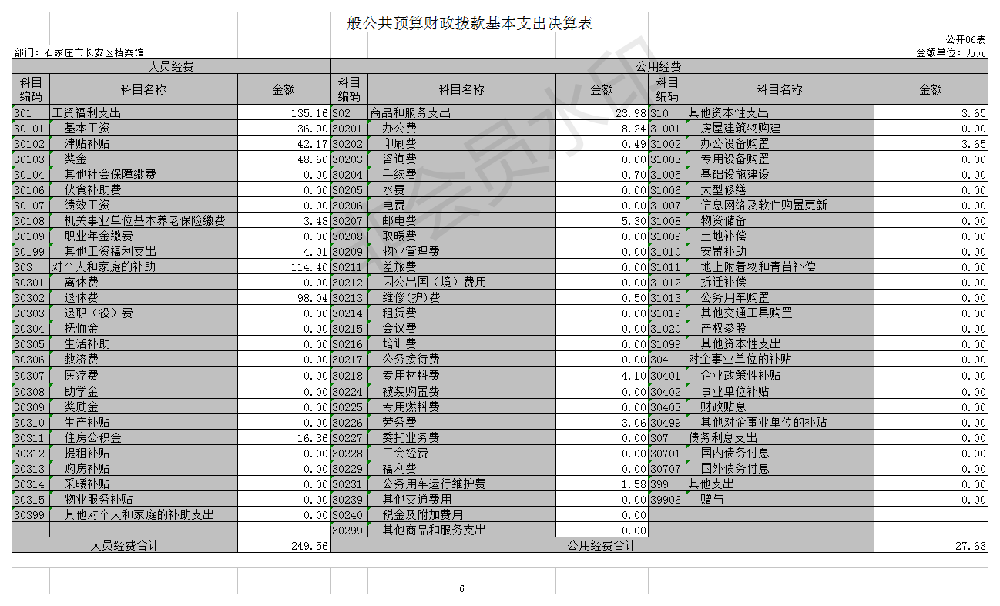 一般公共预算财政拨款基本支出决算表
公开06表
部门：石家庄市长安区档案馆 金额单位：万元
人员经费 公用经费
科目编码 科目名称 金额 科目编码 科目名称 金额 科目编码 科目名称 金额
301 工资福利支出 135.16 302 商品和服务支出 23.98 310 其他资本性支出 3.65
30101 基本工资 36.90 30201 办公费 8.24 31001 房屋建筑物购建 0.00
30102 津贴补贴 42.17 30202 印刷费 0.49 31002 办公设备购置 3.65
30103 奖金 48.60 30203 咨询费 0.00 31003 专用设备购置 0.00
30104 其他社会保障缴费 0.00 30204 手续费 0.70 31005 基础设施建设 0.00
30106 伙食补助费 0.00 30205 水费 0.00 31006 大型修缮 0.00
30107 绩效工资 0.00 30206 电费 0.00 31007 信息网络及软件购置更新 0.00
30108 机关事业单位基本养老保险缴费 3.48 30207 邮电费 5.30 31008 物资储备 0.00
30109 职业年金缴费 0.00 30208 取暖费 0.00 31009 土地补偿 0.00
30199 其他工资福利支出 4.01 30209 物业管理费 0.00 31010 安置补助 0.00
303 对个人和家庭的补助 114.40 30211 差旅费 0.00 31011 地上附着物和青苗补偿 0.00
30301 离休费 0.00 30212 因公出国（境）费用 0.00 31012 拆迁补偿 0.00
30302 退休费 98.04 30213 维修(护)费 0.50 31013 公务用车购置 0.00
30303 退职（役）费 0.00 30214 租赁费 0.00 31019 其他交通工具购置 0.00
30304 抚恤金 0.00 30215 会议费 0.00 31020 产权参股 0.00
30305 生活补助 0.00 30216 培训费 0.00 31099 其他资本性支出 0.00
30306 救济费 0.00 30217 公务接待费 0.00 304 对企事业单位的补贴 0.00
30307 医疗费 0.00 30218 专用材料费 4.10 30401 企业政策性补贴 0.00
30308 助学金 0.00 30224 被装购置费 0.00 30402 事业单位补贴 0.00
30309 奖励金 0.00 30225 专用燃料费 0.00 30403 财政贴息 0.00
30310 生产补贴 0.00 30226 劳务费 3.06 30499 其他对企事业单位的补贴 0.00
30311 住房公积金 16.36 30227 委托业务费 0.00 307 债务利息支出 0.00
30312 提租补贴 0.00 30228 工会经费 0.00 30701 国内债务付息 0.00
30313 购房补贴 0.00 30229 福利费 0.00 30707 国外债务付息 0.00
30314 采暖补贴 0.00 30231 公务用车运行维护费 1.58 399 其他支出 0.00
30315 物业服务补贴 0.00 30239 其他交通费用 0.00 39906 赠与 0.00
30399 其他对个人和家庭的补助支出 0.00 30240 税金及附加费用 0.00
30299 其他商品和服务支出 0.00
人员经费合计 249.56 公用经费合计 27.63
— 6 —
非会员水印